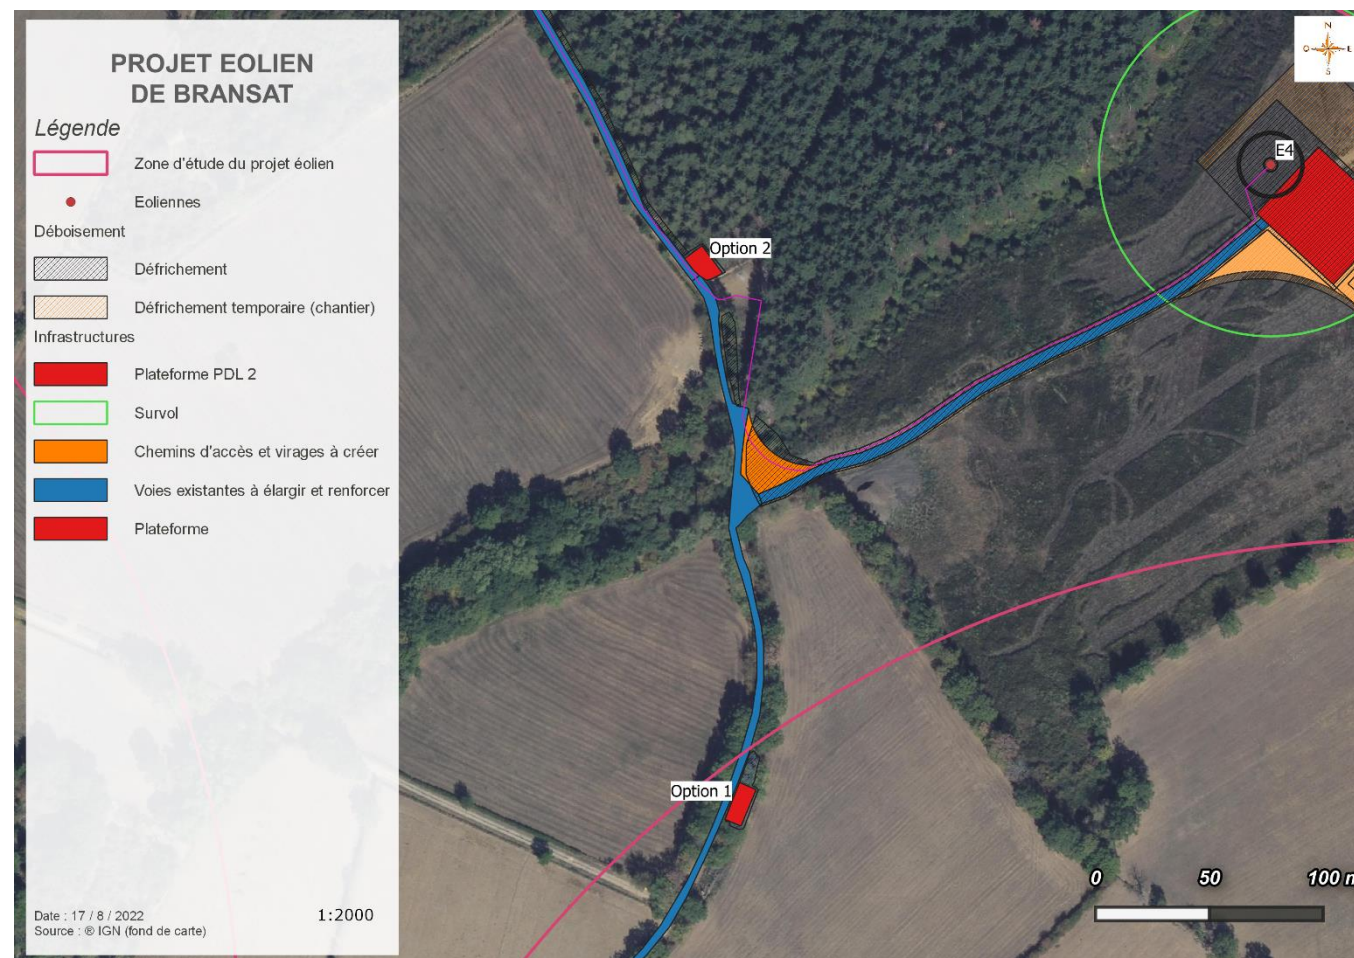 PROJET EOLIEN
DE BRANSAT
Légende
Zone d'étude du projet éolien
Eoliennes
Déboisement
Défrichement
Défrichement temporaire (chantier)
Infrastructures
Plateforme PDL 2
Survol
Chemins d'accès et virages à créer
Voies existantes à élargir et renforcer
Plateforme
Date : 17 / 8 / 2022
1:2000
Source : ® IGN (fond de carte)
N
O
E
S
E4
Option 2
Option 1
0
50
100 m